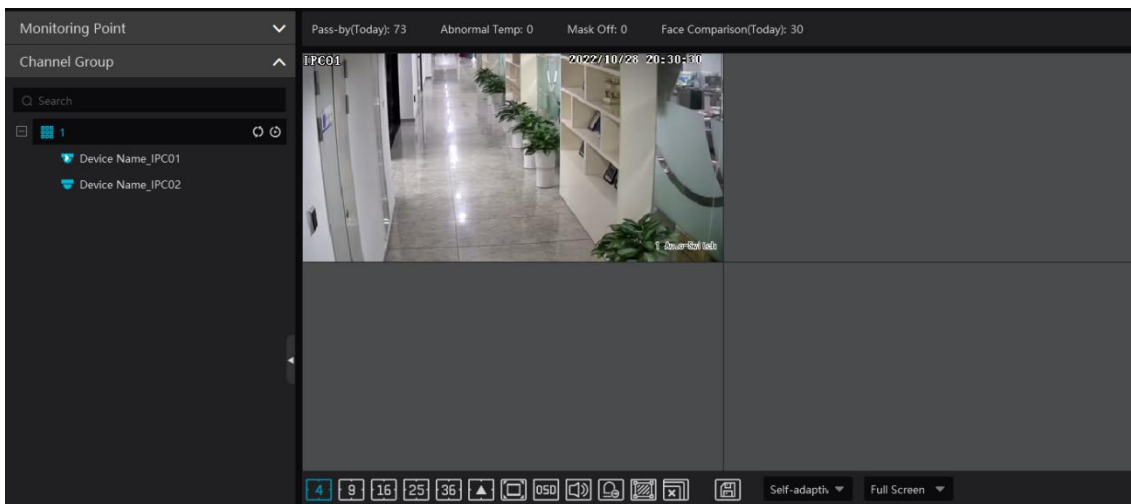 Monitoring Point
Pass-by(Today): 73 Abnormal Temp: 0 Mask Off: 0 Face Comparison(Today): 30
Channel Group
IPC01 2022/10/28 20:30:30
Search
1
Device Name_IPC01
Device Name_IPC02
1
4 9 16 25 36 OSD Self-adaptiv Full Screen